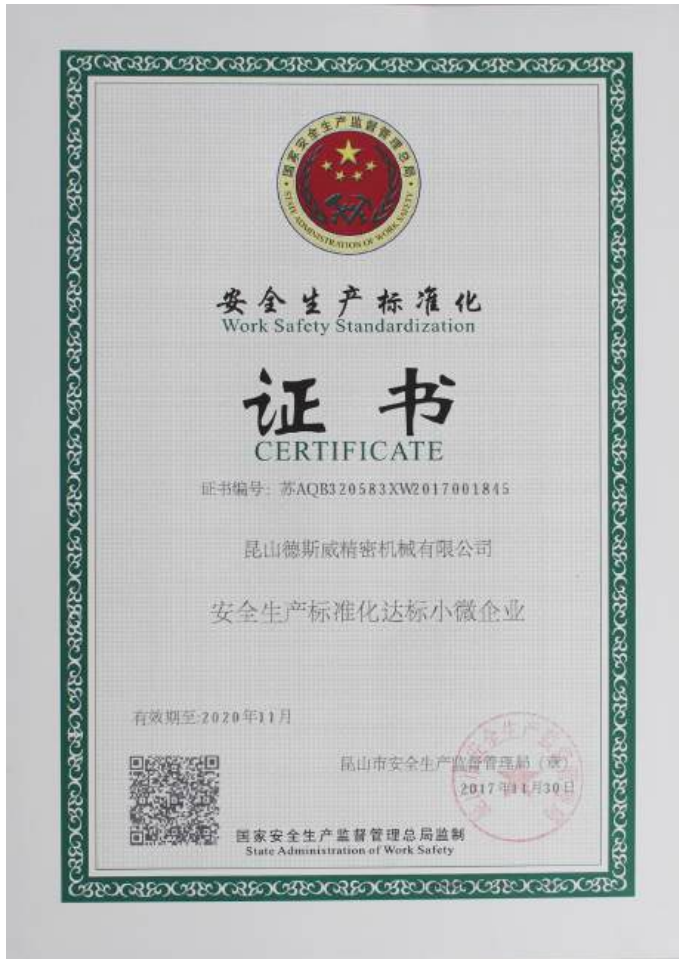 国家安全生产监督管理总局
STATE ADMINISTRATION OF WORK SAFETY
安全生产标准化
Work Safety Standardization
证书
CERTIFICATE
证书编号：苏AQB320583XW2017001845
昆山德斯威精密机械有限公司
安全生产标准化达标小微企业
有效期至:2020年11月
昆山市安全生产监督管理局（章）
2017年11月30日
国家安全生产监督管理总局监制
State Administration of Work Safety